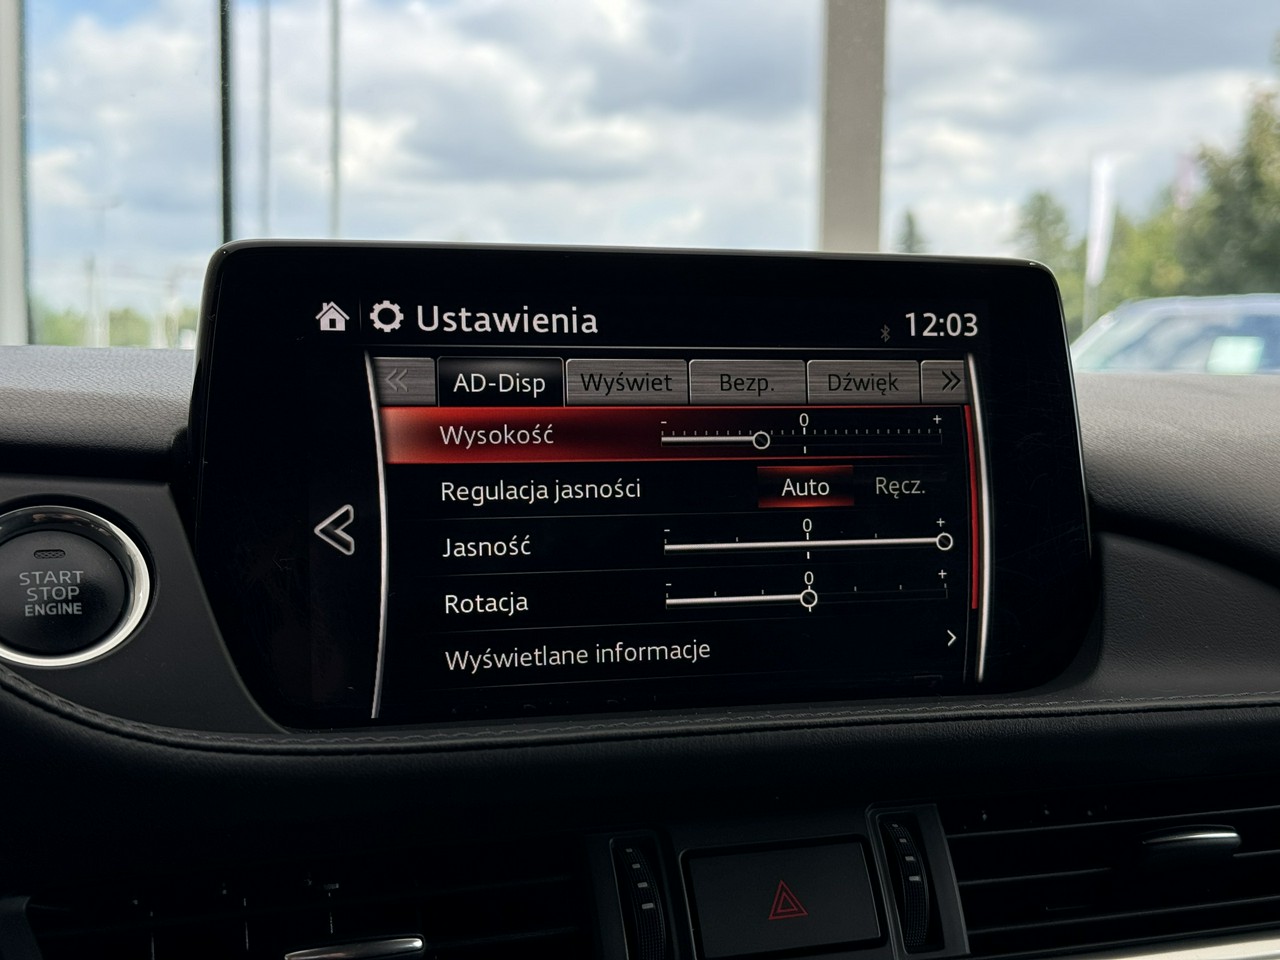 Ustawienia 12:03
AD-Disp Wyświet Bezp. Dźwięk
Wysokość - 0 +
Regulacja jasności Auto Ręcz.
Jasność - 0 +
Rotacja - 0 +
Wyświetlane informacje
START
STOP
ENGINE